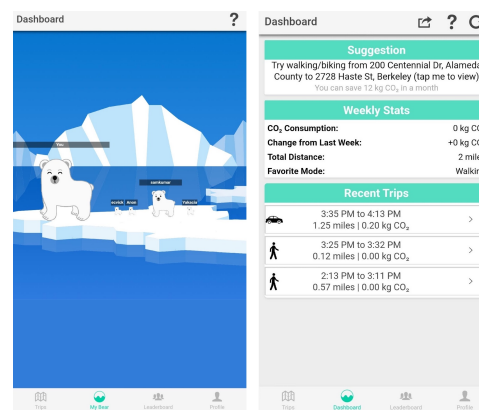 Dashboard
?
You
samkumar
scotch
Anon
Yukocis
Trips
My Bear
Leaderboard
Profile
Dashboard
?
Suggestion
Try walking/biking from 200 Centennial Dr, Alameda
County to 2728 Haste St, Berkeley (tap me to view)
You can save 12 kg CO₂ in a month
Weekly Stats
CO₂ Consumption: 0 kg CO
Change from Last Week: +0 kg CO
Total Distance: 2 mile
Favorite Mode: Walkin
Recent Trips
3:35 PM to 4:13 PM
1.25 miles | 0.20 kg CO₂
3:25 PM to 3:32 PM
0.12 miles | 0.00 kg CO₂
2:13 PM to 3:11 PM
0.57 miles | 0.00 kg CO₂
Trips
Dashboard
Leaderboard
Profile